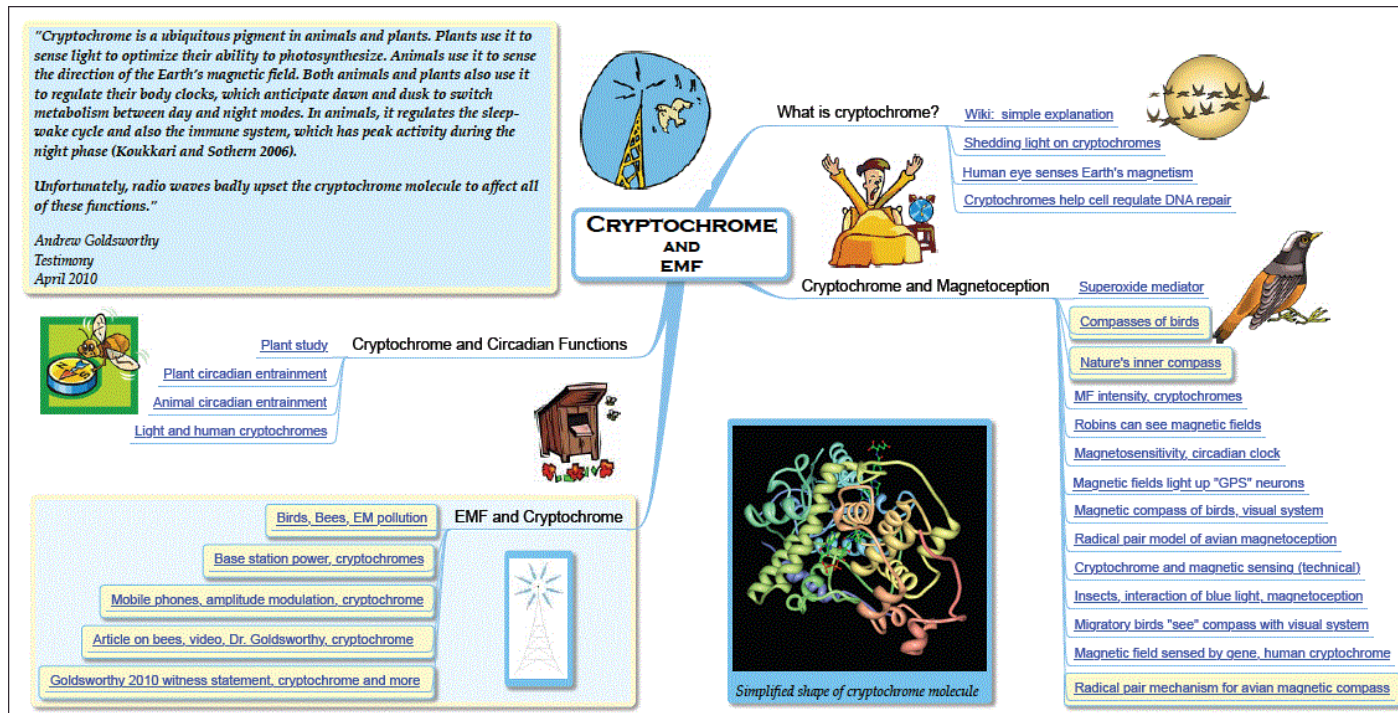 "Cryptochrome is a ubiquitous pigment in animals and plants. Plants use it to
sense light to optimize their ability to photosynthesize. Animals use it to sense
the direction of the Earth's magnetic field. Both animals and plants also use it
to regulate their body clocks, which anticipate dawn and dusk to switch
metabolism between day and night modes. In animals, it regulates the sleep-
wake cycle and also the immune system, which has peak activity during the
night phase (Koukkari and Sothern 2006).
Unfortunately, radio waves badly upset the cryptochrome molecule to affect all
of these functions."
Andrew Goldsworthy
Testimony
April 2010
CRYPTOCHROME
AND
EMF
What is cryptochrome?
Wiki: simple explanation
Shedding light on cryptochromes
Human eye senses Earth's magnetism
Cryptochromes help cell regulate DNA repair
Cryptochrome and Magnetoception
Superoxide mediator
Compasses of birds
Nature's inner compass
MF intensity, cryptochromes
Robins can see magnetic fields
Magnetosensitivity, circadian clock
Magnetic fields light up "GPS" neurons
Magnetic compass of birds, visual system
Radical pair model of avian magnetoception
Cryptochrome and magnetic sensing (technical)
Insects, interaction of blue light, magnetoception
Migratory birds "see" compass with visual system
Magnetic field sensed by gene, human cryptochrome
Radical pair mechanism for avian magnetic compass
Cryptochrome and Circadian Functions
Plant study
Plant circadian entrainment
Animal circadian entrainment
Light and human cryptochromes
EMF and Cryptochrome
Birds, Bees, EM pollution
Base station power, cryptochromes
Mobile phones, amplitude modulation, cryptochrome
Article on bees, video, Dr. Goldsworthy, cryptochrome
Goldsworthy 2010 witness statement, cryptochrome and more
Simplified shape of cryptochrome molecule